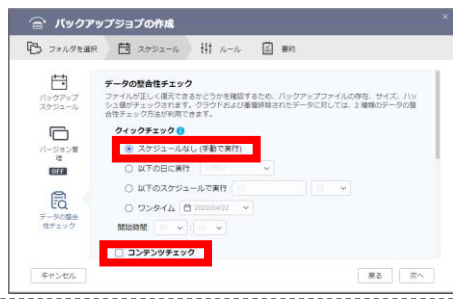 バックアップジョブの作成
フォルダを選択 スケジュール ルール 要約
バックアップ
スケジュール
バージョン管
理
OFF
データの整合
性チェック
データの整合性チェック
ファイルが正しく復元できるかどうかを確認するため、バックアップファイルの存在、サイズ、ハッ
シュ値がチェックされます。クラウドおよび重複排除されたデータに対しては、2 種類のデータの整
合性チェック方法が利用できます。
クイックチェック
スケジュールなし (手動で実行)
以下の日に実行
以下のスケジュールで実行
ワンタイム 2022/04/22
開始時間:
コンテンツチェック
キャンセル 戻る 次へ